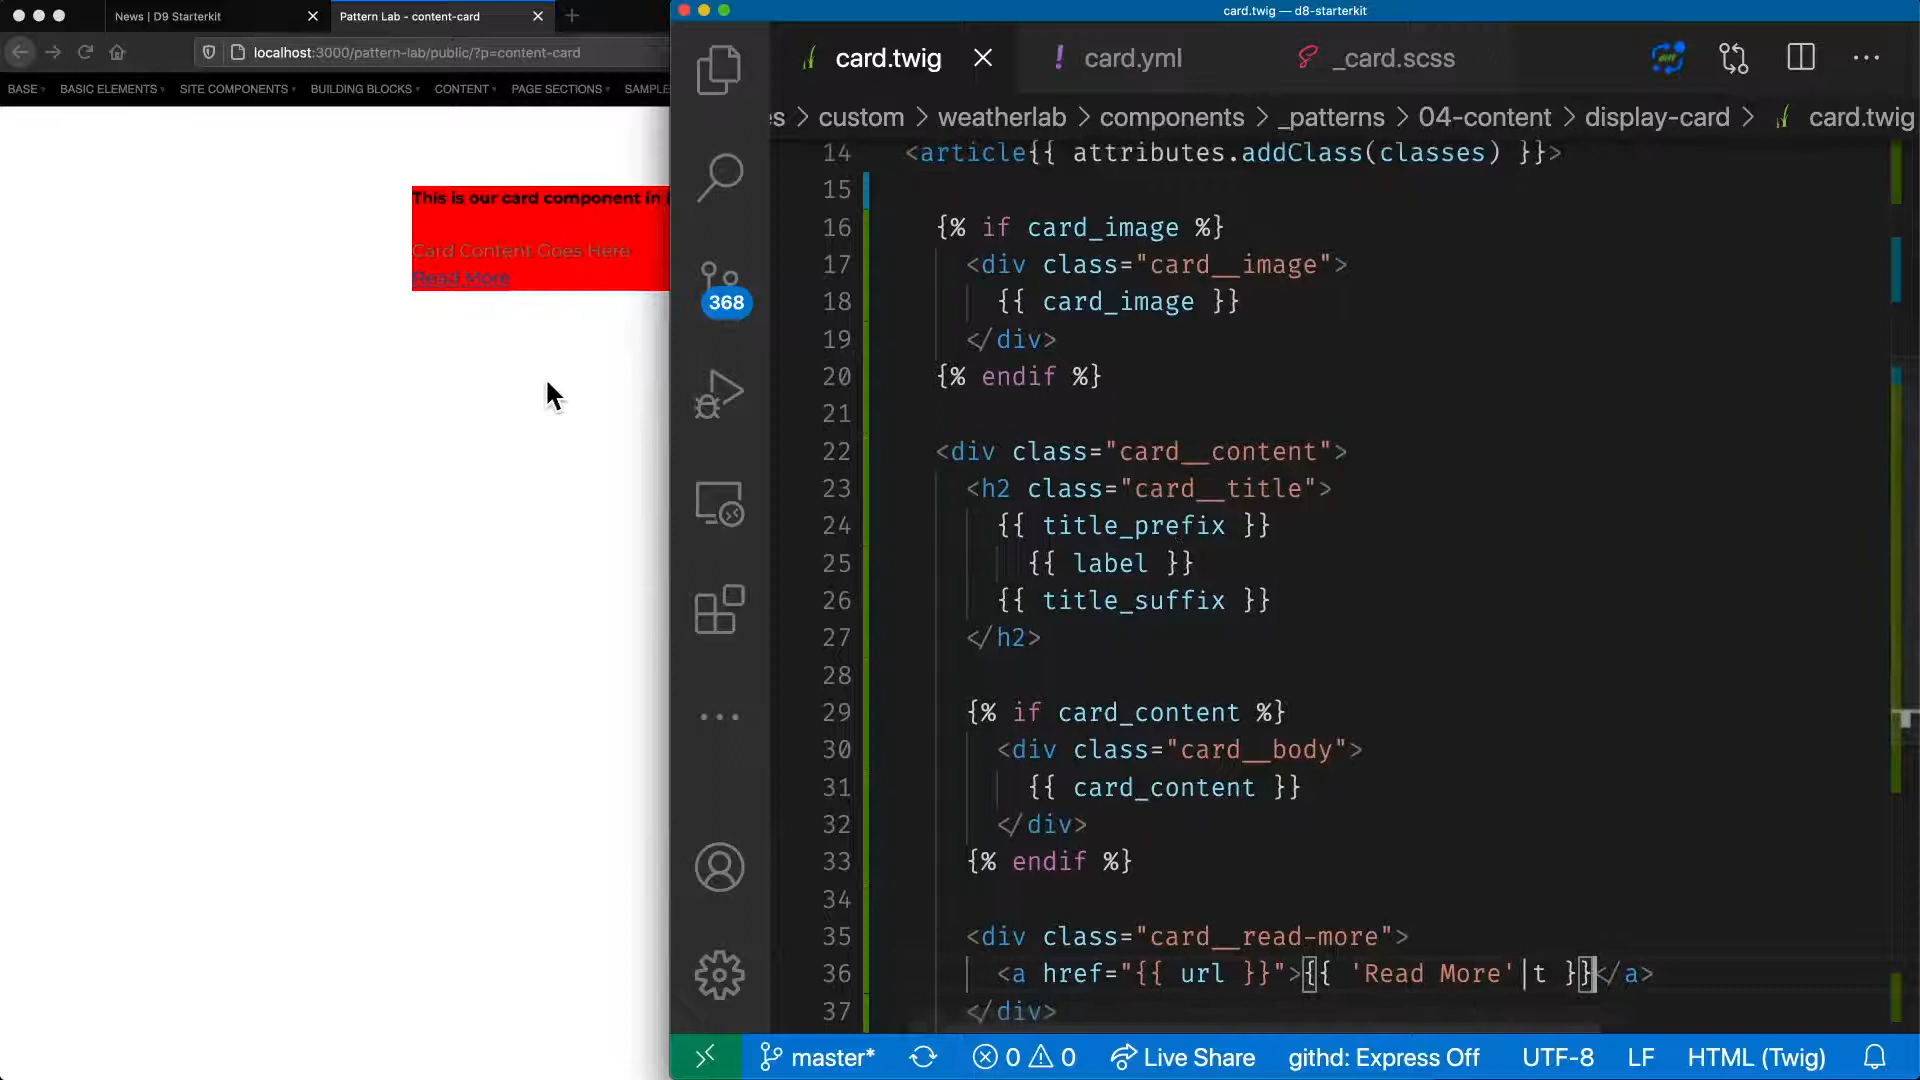 News | D9 Starterkit
Pattern Lab - content-card
localhost:3000/pattern-lab/public/?p=content-card
BASE BASIC ELEMENTS SITE COMPONENTS BUILDING BLOCKS CONTENT PAGE SECTIONS SAMPLE
This is our card component in
Card Content Goes Here
Read More
card.twig — d8-starterkit
card.twig
card.yml
_card.scss
es > custom > weatherlab > components > _patterns > 04-content > display-card > card.twig
368
14 <article{{ attributes.addClass(classes) }}>
15
16 {% if card_image %}
17 <div class="card__image">
18 {{ card_image }}
19 </div>
20 {% endif %}
21
22 <div class="card__content">
23 <h2 class="card__title">
24 {{ title_prefix }}
25 {{ label }}
26 {{ title_suffix }}
27 </h2>
28
29 {% if card_content %}
30 <div class="card__body">
31 {{ card_content }}
32 </div>
33 {% endif %}
34
35 <div class="card__read-more">
36 <a href="{{ url }}">{{ 'Read More'|t }}</a>
37 </div>
master* 0 0 Live Share githd: Express Off UTF-8 LF HTML (Twig)